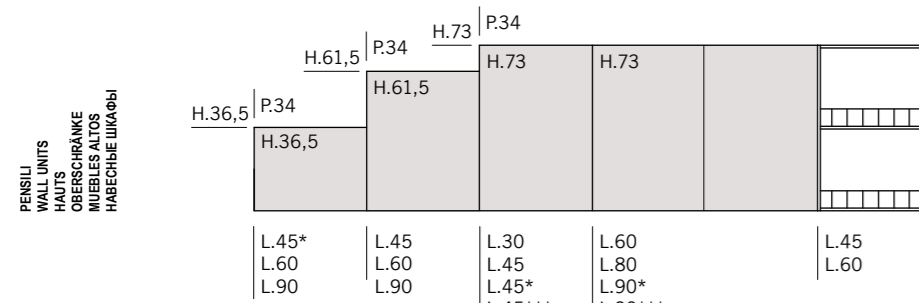 PENSILI
WALL UNITS
HAUTS
OBERSCHRÄNKE
MUEBLES ALTOS
НАВЕСНЫЕ ШКАФЫ
H.36,5
P.34
H.61,5
P.34
H.73
P.34
H.36,5
H.61,5
H.73
H.73
L.45*
L.60
L.90
L.45
L.60
L.90
L.30
L.45
L.45*
L.60
L.80
L.90*
L.45
L.60